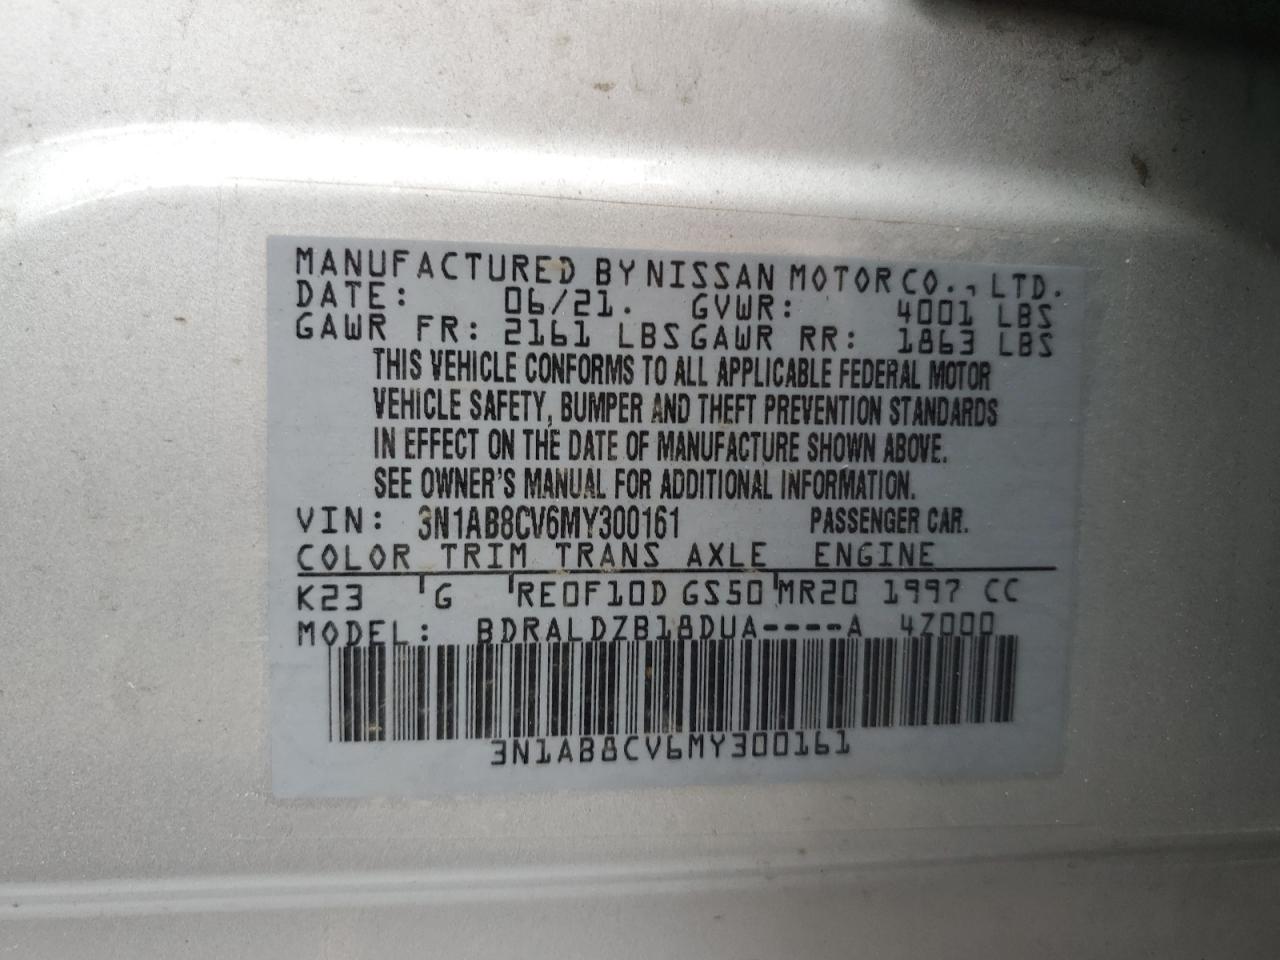 MANUFACTURED BY NISSAN MOTOR CO., LTD.
DATE: 06/21. GVWR: 4001 LBS
GAWR FR: 2161 LBS GAWR RR: 1863 LBS
THIS VEHICLE CONFORMS TO ALL APPLICABLE FEDERAL MOTOR
VEHICLE SAFETY, BUMPER AND THEFT PREVENTION STANDARDS
IN EFFECT ON THE DATE OF MANUFACTURE SHOWN ABOVE.
SEE OWNER'S MANUAL FOR ADDITIONAL INFORMATION.
VIN: 3N1AB8CV6MY300161 PASSENGER CAR.
COLOR TRIM TRANS AXLE ENGINE
K23 G RE0F10D GS50 MR20 1997 CC
MODEL: BDRALDZB18DUA----A 4Z000
3N1AB8CV6MY300161